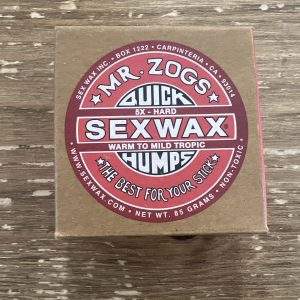 SEX WAX INC. • BOX 1222 • CARPINTERIA • CA • 93014
★ MR. ZOGS ★
QUICK
5X - HARD
SEXWAX
WARM TO MILD TROPIC
HUMPS
★ THE BEST FOR YOUR STICK ★
WWW.SEXWAX.COM • NET WT. 85 GRAMS • NON-TOXIC •